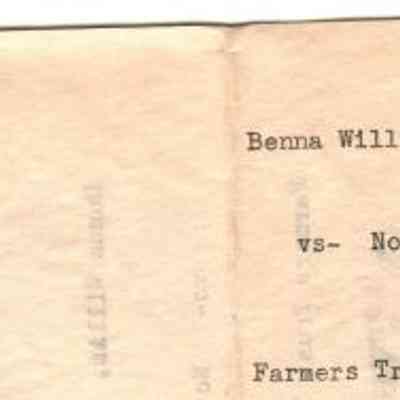 Benna Will
vs- No
Farmers Tr